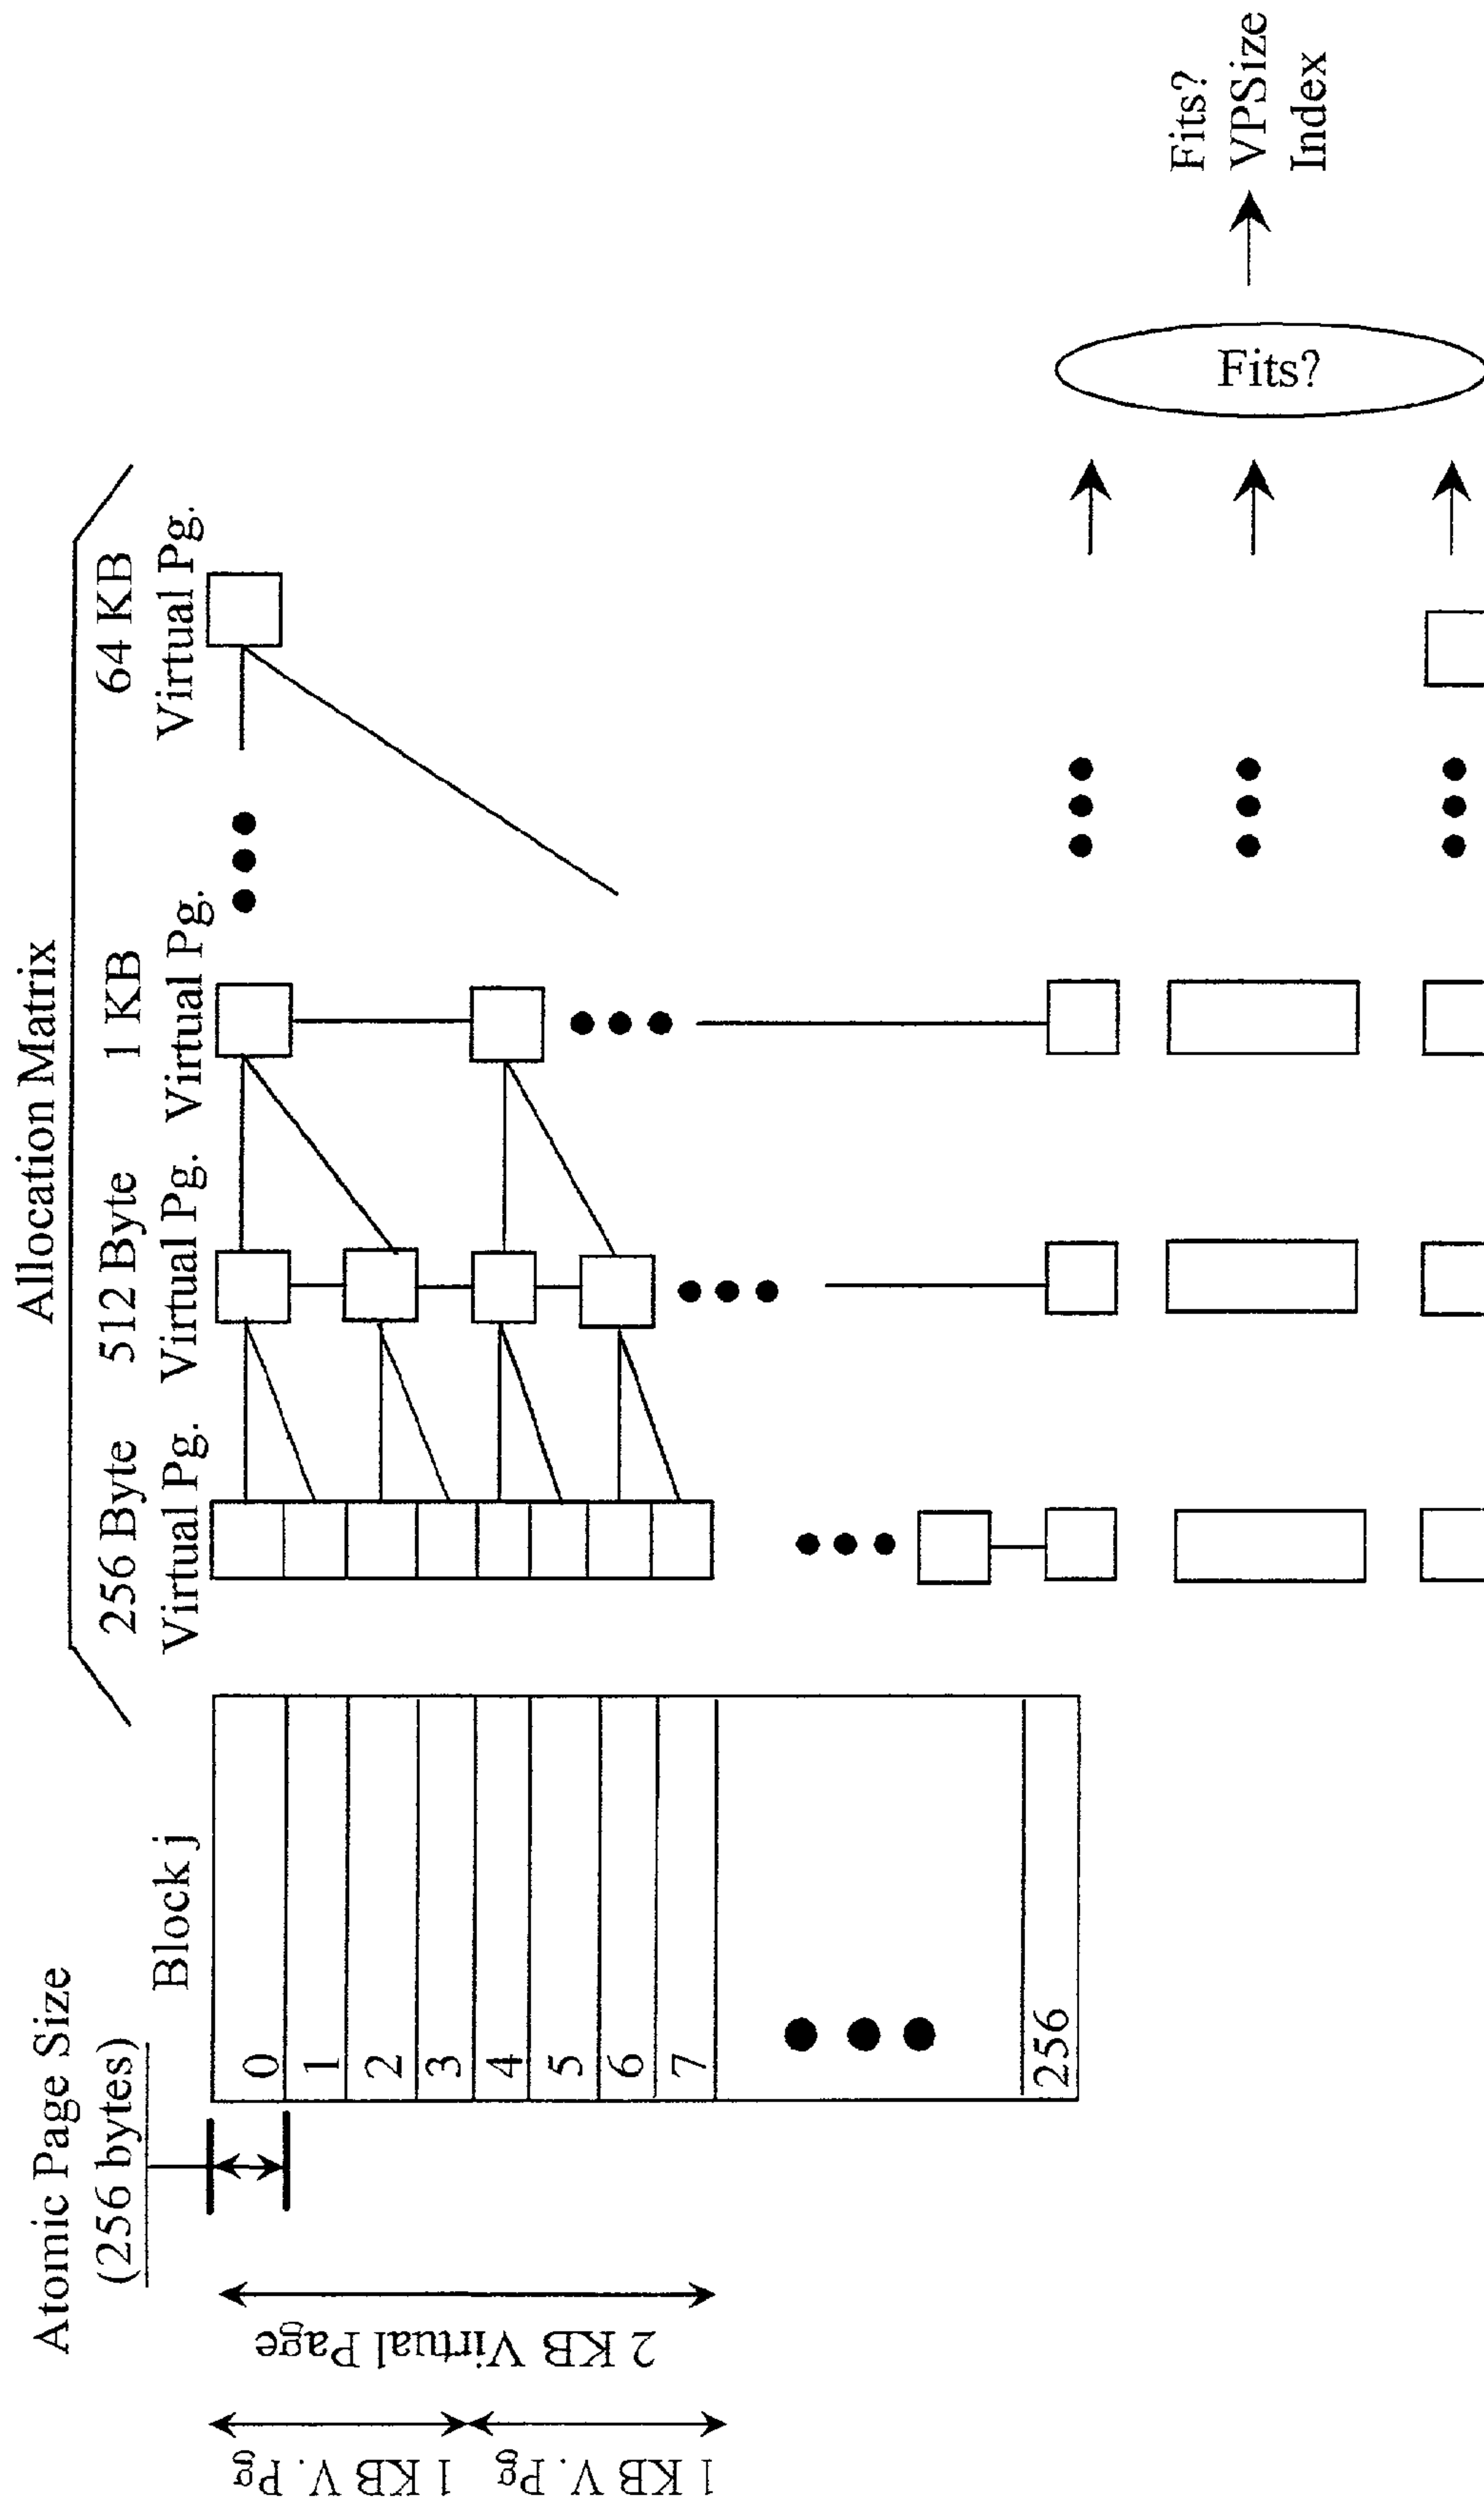 Allocation Matrix
Atomic Page Size
(256 bytes)
Block j
256 Byte
Virtual Pg.
512 Byte
Virtual Pg.
1 KB
Virtual Pg.
64 KB
Virtual Pg.
0
1
2
3
4
5
6
7
256
1 KB V. Pg
1 KB V. Pg
2 KB Virtual Page
Fits?
Fits?
VPSize
Index